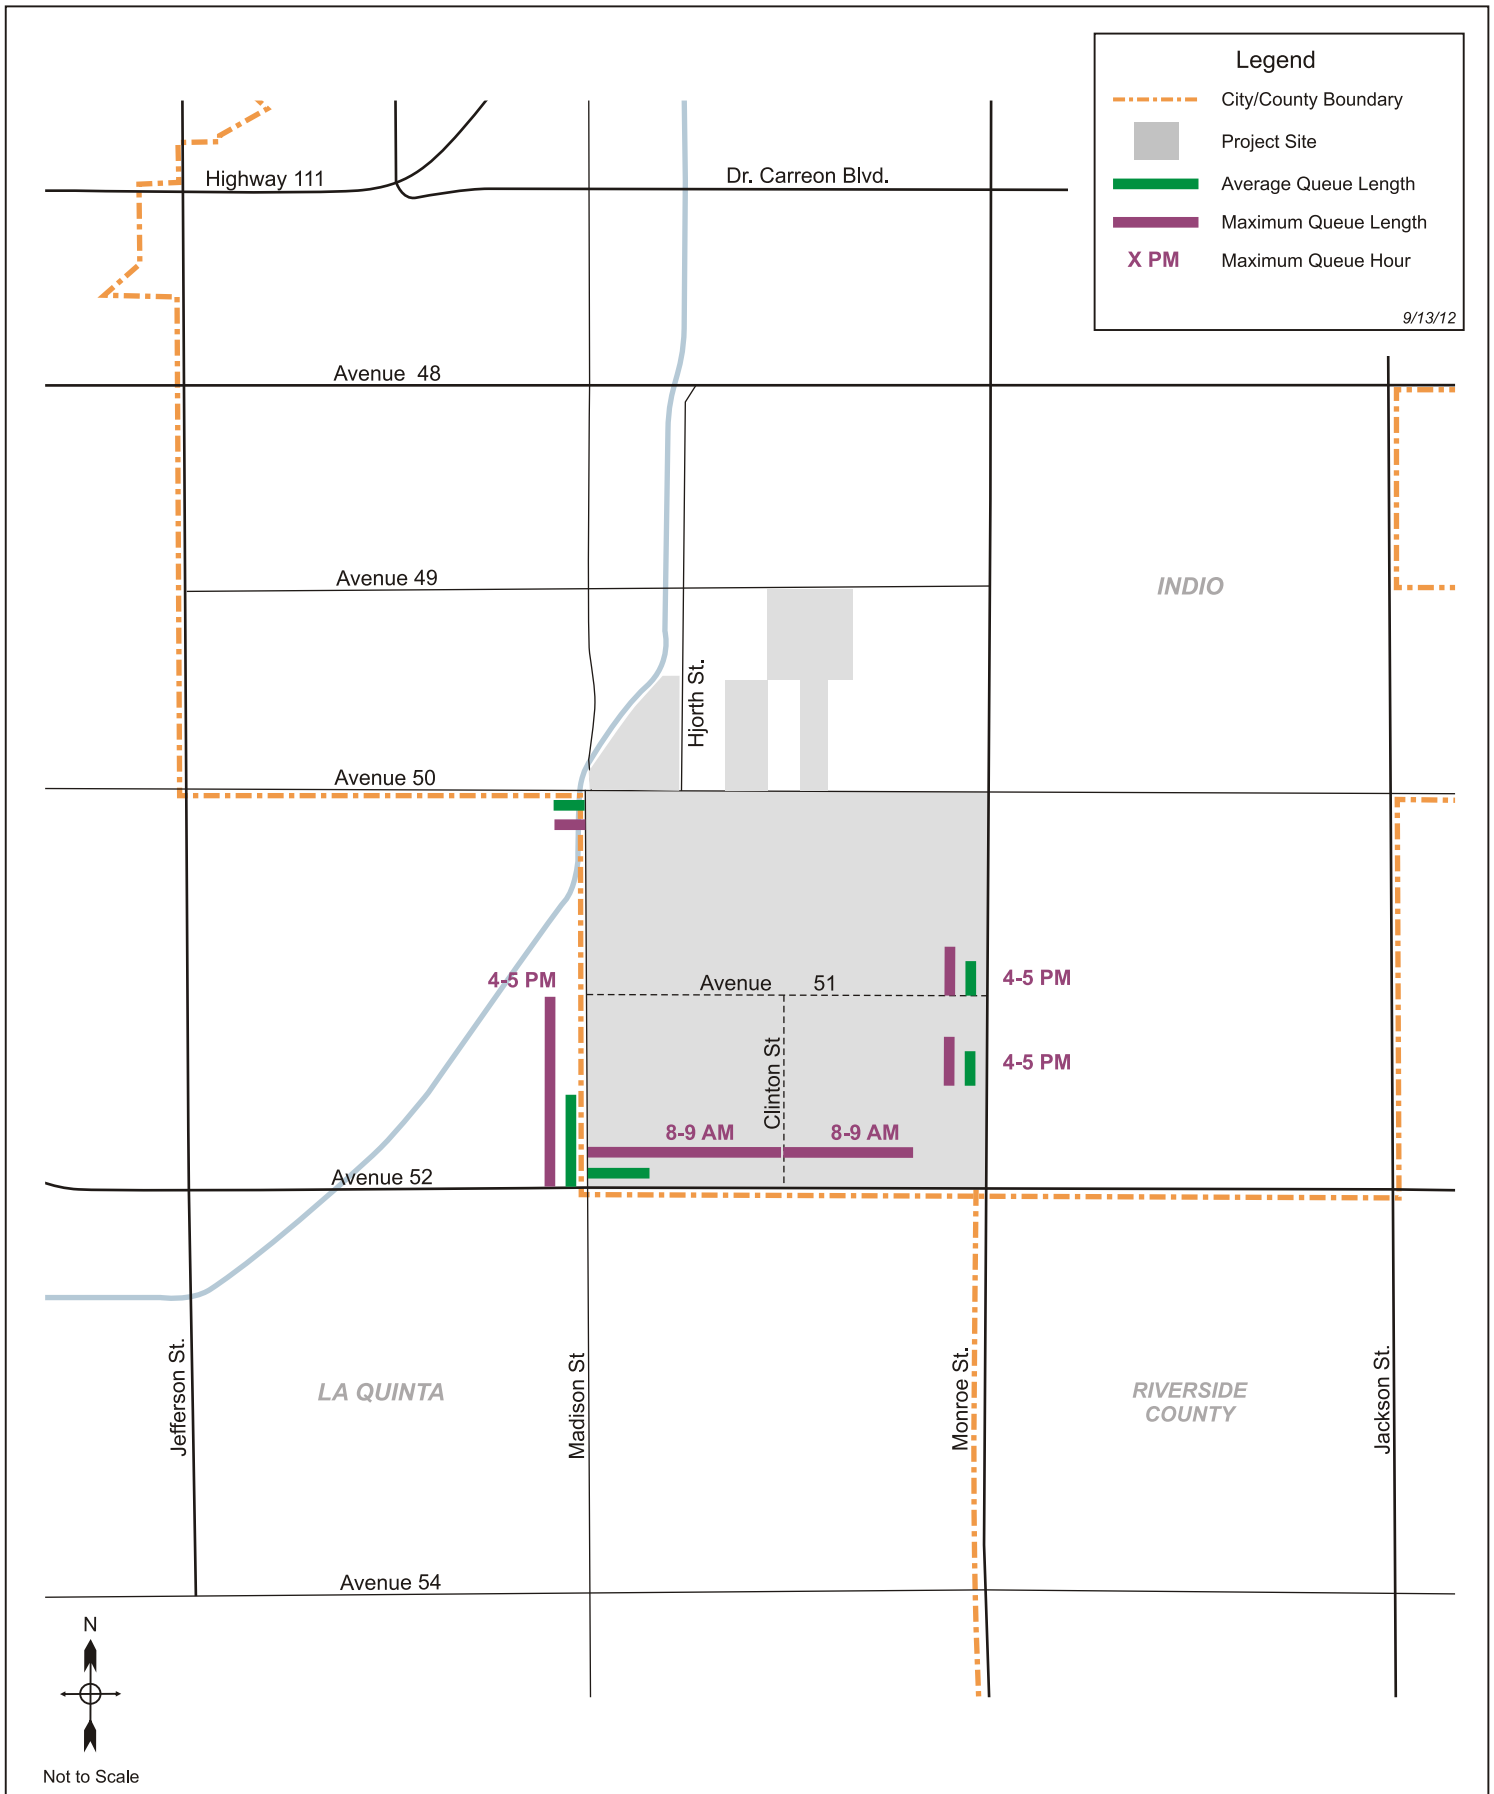 Legend
City/County Boundary
Project Site
Average Queue Length
Maximum Queue Length
X PM Maximum Queue Hour
9/13/12
Highway 111
Dr. Carreon Blvd.
Avenue 48
Avenue 49
INDIO
Hjorth St.
Avenue 50
4-5 PM
Avenue 51
4-5 PM
Clinton St
4-5 PM
8-9 AM
8-9 AM
Avenue 52
Jefferson St.
LA QUINTA
Madison St
Monroe St.
RIVERSIDE
COUNTY
Jackson St.
Avenue 54
N
Not to Scale